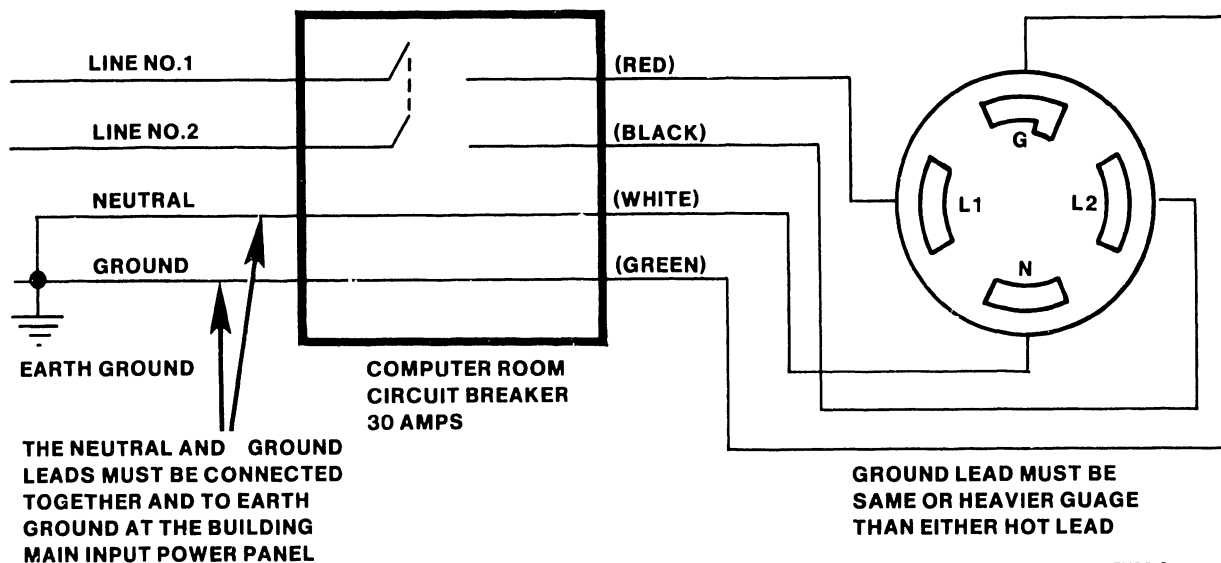 LINE NO.1
(RED)
LINE NO.2
(BLACK)
G
NEUTRAL
(WHITE)
L1
L2
GROUND
(GREEN)
N
EARTH GROUND
COMPUTER ROOM
CIRCUIT BREAKER
30 AMPS
THE NEUTRAL AND GROUND
LEADS MUST BE CONNECTED
TOGETHER AND TO EARTH
GROUND AT THE BUILDING
MAIN INPUT POWER PANEL
GROUND LEAD MUST BE
SAME OR HEAVIER GUAGE
THAN EITHER HOT LEAD